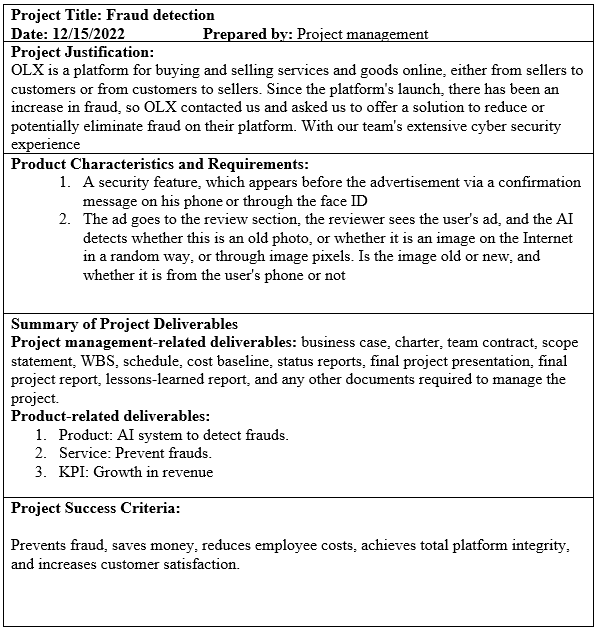 Project Title: Fraud detection
Date: 12/15/2022 Prepared by: Project management
Project Justification:
OLX is a platform for buying and selling services and goods online, either from sellers to
customers or from customers to sellers. Since the platform's launch, there has been an
increase in fraud, so OLX contacted us and asked us to offer a solution to reduce or
potentially eliminate fraud on their platform. With our team's extensive cyber security
experience
Product Characteristics and Requirements:
1. A security feature, which appears before the advertisement via a confirmation
message on his phone or through the face ID
2. The ad goes to the review section, the reviewer sees the user's ad, and the AI
detects whether this is an old photo, or whether it is an image on the Internet
in a random way, or through image pixels. Is the image old or new, and
whether it is from the user's phone or not
Summary of Project Deliverables
Project management-related deliverables: business case, charter, team contract, scope
statement, WBS, schedule, cost baseline, status reports, final project presentation, final
project report, lessons-learned report, and any other documents required to manage the
project.
Product-related deliverables:
1. Product: AI system to detect frauds.
2. Service: Prevent frauds.
3. KPI: Growth in revenue
Project Success Criteria:
Prevents fraud, saves money, reduces employee costs, achieves total platform integrity,
and increases customer satisfaction.